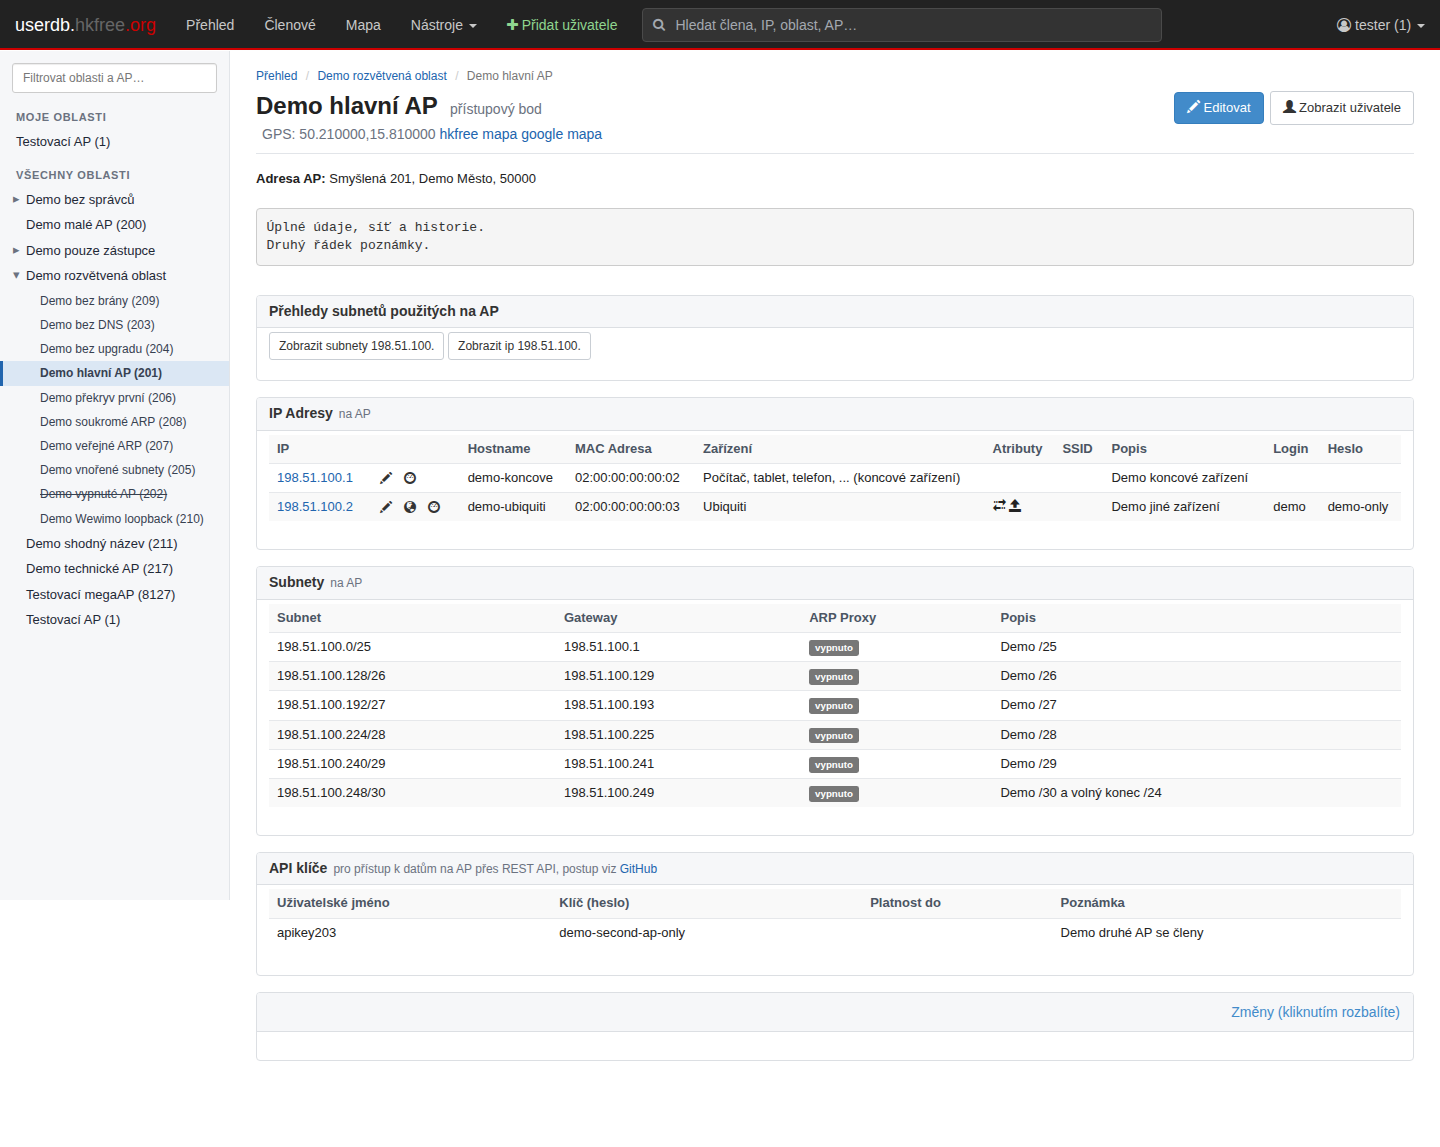 userdb.hkfree.org Přehled Členové Mapa Nástroje Přidat uživatele Hledat člena, IP, oblast, AP… tester (1)
Filtrovat oblasti a AP…
MOJE OBLASTI
Testovací AP (1)
VŠECHNY OBLASTI
Demo bez správců
Demo malé AP (200)
Demo pouze zástupce
Demo rozvětvená oblast
Demo bez brány (209)
Demo bez DNS (203)
Demo bez upgradu (204)
Demo hlavní AP (201)
Demo překryv první (206)
Demo soukromé ARP (208)
Demo veřejné ARP (207)
Demo vnořené subnety (205)
Demo vypnuté AP (202)
Demo Wewimo loopback (210)
Demo shodný název (211)
Demo technické AP (217)
Testovací megaAP (8127)
Testovací AP (1)
Přehled / Demo rozvětvená oblast / Demo hlavní AP
Demo hlavní AP přístupový bod
Editovat Zobrazit uživatele
GPS: 50.210000,15.810000 hkfree mapa google mapa
Adresa AP: Smyšlená 201, Demo Město, 50000
Úplné údaje, síť a historie.
Druhý řádek poznámky.
Přehledy subnetů použitých na AP
Zobrazit subnety 198.51.100. Zobrazit ip 198.51.100.
IP Adresy na AP
IP Hostname MAC Adresa Zařízení Atributy SSID Popis Login Heslo
198.51.100.1 demo-koncove 02:00:00:00:00:02 Počítač, tablet, telefon, ... (koncové zařízení) Demo koncové zařízení
198.51.100.2 demo-ubiquiti 02:00:00:00:00:03 Ubiquiti Demo jiné zařízení demo demo-only
Subnety na AP
Subnet Gateway ARP Proxy Popis
198.51.100.0/25 198.51.100.1 vypnuto Demo /25
198.51.100.128/26 198.51.100.129 vypnuto Demo /26
198.51.100.192/27 198.51.100.193 vypnuto Demo /27
198.51.100.224/28 198.51.100.225 vypnuto Demo /28
198.51.100.240/29 198.51.100.241 vypnuto Demo /29
198.51.100.248/30 198.51.100.249 vypnuto Demo /30 a volný konec /24
API klíče pro přístup k datům na AP přes REST API, postup viz GitHub
Uživatelské jméno Klíč (heslo) Platnost do Poznámka
apikey203 demo-second-ap-only Demo druhé AP se členy
Změny (kliknutím rozbalíte)